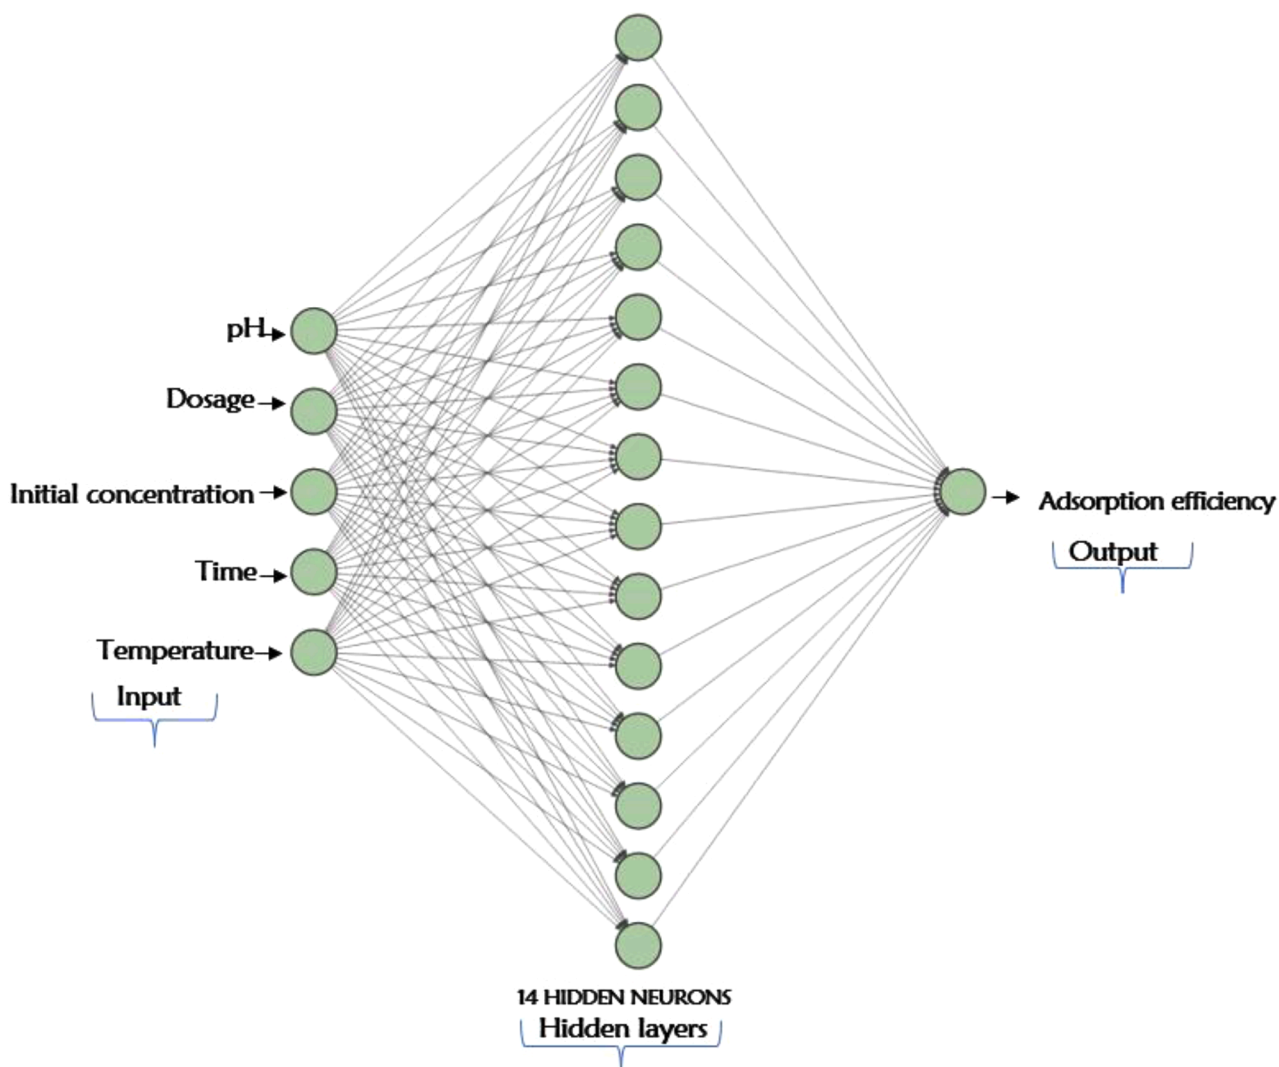 pH
Dosage
Initial concentration
Time
Temperature
Input
14 HIDDEN NEURONS
Hidden layers
Adsorption efficiency
Output